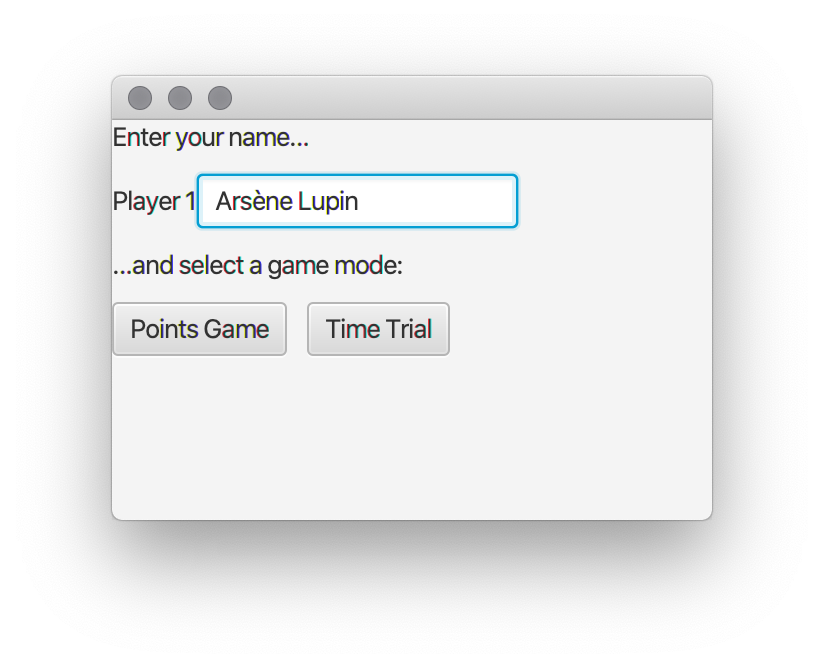 Enter your name...
Player 1 Arsène Lupin
...and select a game mode:
Points Game Time Trial